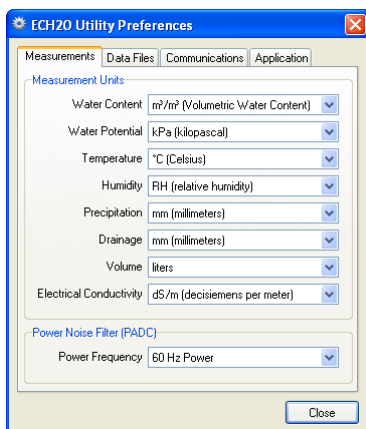 ECH2O Utility Preferences
Measurements Data Files Communications Application
Measurement Units
Water Content m³/m³ (Volumetric Water Content)
Water Potential kPa (kilopascal)
Temperature °C (Celsius)
Humidity RH (relative humidity)
Precipitation mm (millimeters)
Drainage mm (millimeters)
Volume liters
Electrical Conductivity dS/m (decisiemens per meter)
Power Noise Filter (PADC)
Power Frequency 60 Hz Power
Close